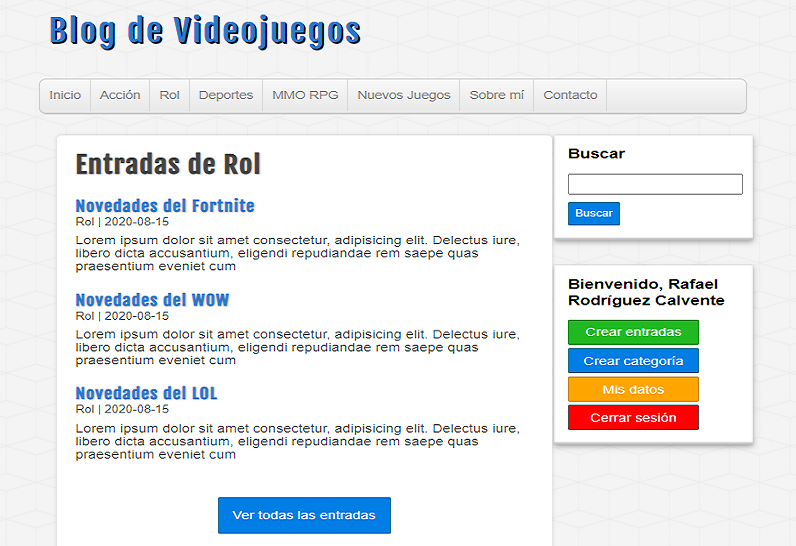 Blog de Videojuegos
Inicio Acción Rol Deportes MMO RPG Nuevos Juegos Sobre mí Contacto
Entradas de Rol
Novedades del Fortnite
Rol | 2020-08-15
Lorem ipsum dolor sit amet consectetur, adipisicing elit. Delectus iure,
libero dicta accusantium, eligendi repudiandae rem saepe quas
praesentium eveniet cum
Novedades del WOW
Rol | 2020-08-15
Lorem ipsum dolor sit amet consectetur, adipisicing elit. Delectus iure,
libero dicta accusantium, eligendi repudiandae rem saepe quas
praesentium eveniet cum
Novedades del LOL
Rol | 2020-08-15
Lorem ipsum dolor sit amet consectetur, adipisicing elit. Delectus iure,
libero dicta accusantium, eligendi repudiandae rem saepe quas
praesentium eveniet cum
Ver todas las entradas
Buscar
Buscar
Bienvenido, Rafael
Rodríguez Calvente
Crear entradas
Crear categoría
Mis datos
Cerrar sesión